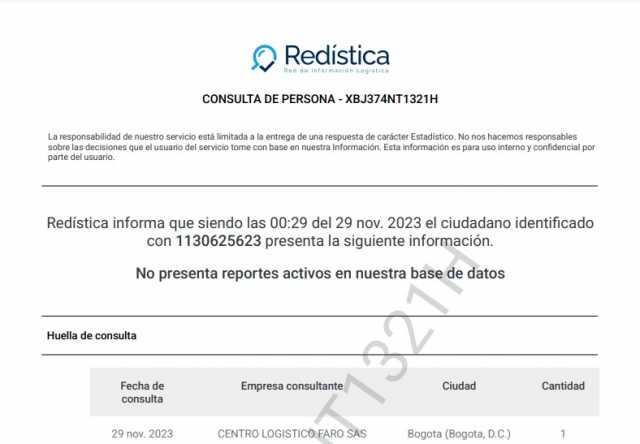 Redística
Red de Información Logística
CONSULTA DE PERSONA - XBJ374NT1321H
La responsabilidad de nuestro servicio está limitada a la entrega de una respuesta de carácter Estadístico. No nos hacemos responsables
sobre las decisiones que el usuario del servicio tome con base en nuestra Información. Esta información es para uso interno y confidencial por
parte del usuario.
Redística informa que siendo las 00:29 del 29 nov. 2023 el ciudadano identificado
con 1130625623 presenta la siguiente información.
No presenta reportes activos en nuestra base de datos
Huella de consulta
Fecha de consulta Empresa consultante Ciudad Cantidad
29 nov. 2023 CENTRO LOGISTICO FARO SAS Bogota (Bogota, D.C.) 1
NT1321H